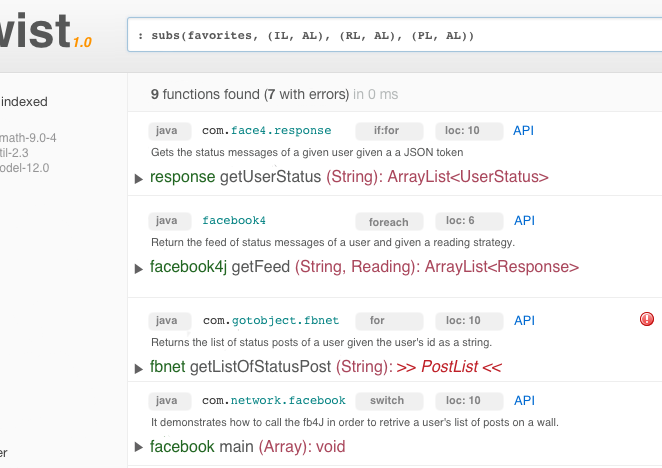 wist 1.0
: subs(favorites, (IL, AL), (RL, AL), (PL, AL))
indexed
math-9.0-4
til-2.3
odel-12.0
9 functions found (7 with errors) in 0 ms
java com.face4.response if:for loc: 10 API
Gets the status messages of a given user given a a JSON token
response getUserStatus (String): ArrayList<UserStatus>
java facebook4 foreach loc: 6 API
Return the feed of status messages of a user and given a reading strategy.
facebook4j getFeed (String, Reading): ArrayList<Response>
java com.gotobject.fbnet for loc: 10 API
Returns the list of status posts of a user given the user's id as a string.
fbnet getListOfStatusPost (String): >> PostList <<
java com.network.facebook switch loc: 10 API
It demonstrates how to call the fb4J in order to retrive a user's list of posts on a wall.
facebook main (Array): void
er